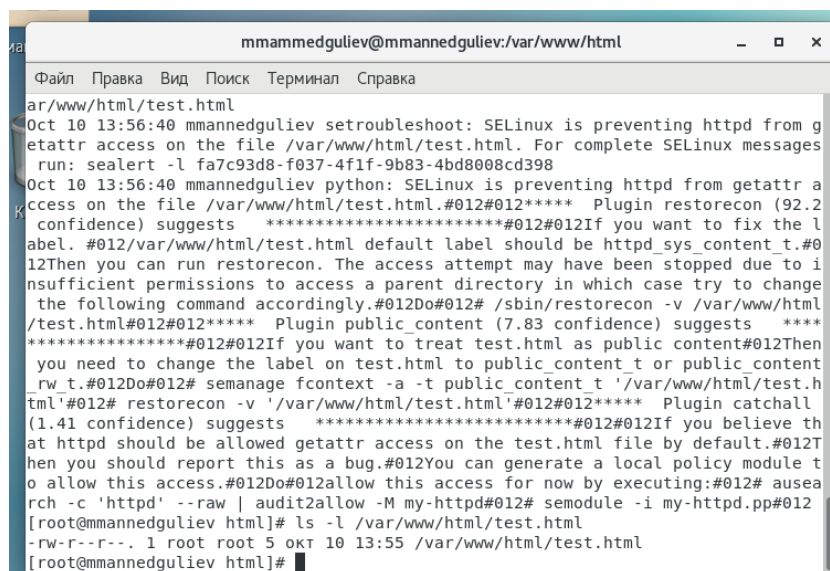 mmammedguliev@mmannedguliev:/var/www/html
Файл Правка Вид Поиск Терминал Справка
ar/www/html/test.html
Oct 10 13:56:40 mmannedguliev setroubleshoot: SELinux is preventing httpd from g
etattr access on the file /var/www/html/test.html. For complete SELinux messages
 run: sealert -l fa7c93d8-f037-4f1f-9b83-4bd8008cd398
Oct 10 13:56:40 mmannedguliev python: SELinux is preventing httpd from getattr a
ccess on the file /var/www/html/test.html.#012#012*****  Plugin restorecon (92.2
 confidence) suggests   ************************#012#012If you want to fix the l
abel. #012/var/www/html/test.html default label should be httpd_sys_content_t.#0
12Then you can run restorecon. The access attempt may have been stopped due to i
nsufficient permissions to access a parent directory in which case try to change
 the following command accordingly.#012Do#012# /sbin/restorecon -v /var/www/html
/test.html#012#012*****  Plugin public_content (7.83 confidence) suggests   ****
****************#012#012If you want to treat test.html as public content#012Then
 you need to change the label on test.html to public_content_t or public_content
_rw_t.#012Do#012# semanage fcontext -a -t public_content_t '/var/www/html/test.h
tml'#012# restorecon -v '/var/www/html/test.html'#012#012*****  Plugin catchall 
(1.41 confidence) suggests   **************************#012#012If you believe th
at httpd should be allowed getattr access on the test.html file by default.#012T
hen you should report this as a bug.#012You can generate a local policy module t
o allow this access.#012Do#012allow this access for now by executing:#012# ausea
rch -c 'httpd' --raw | audit2allow -M my-httpd#012# semodule -i my-httpd.pp#012
[root@mmannedguliev html]# ls -l /var/www/html/test.html
-rw-r--r--. 1 root root 5 окт 10 13:55 /var/www/html/test.html
[root@mmannedguliev html]#